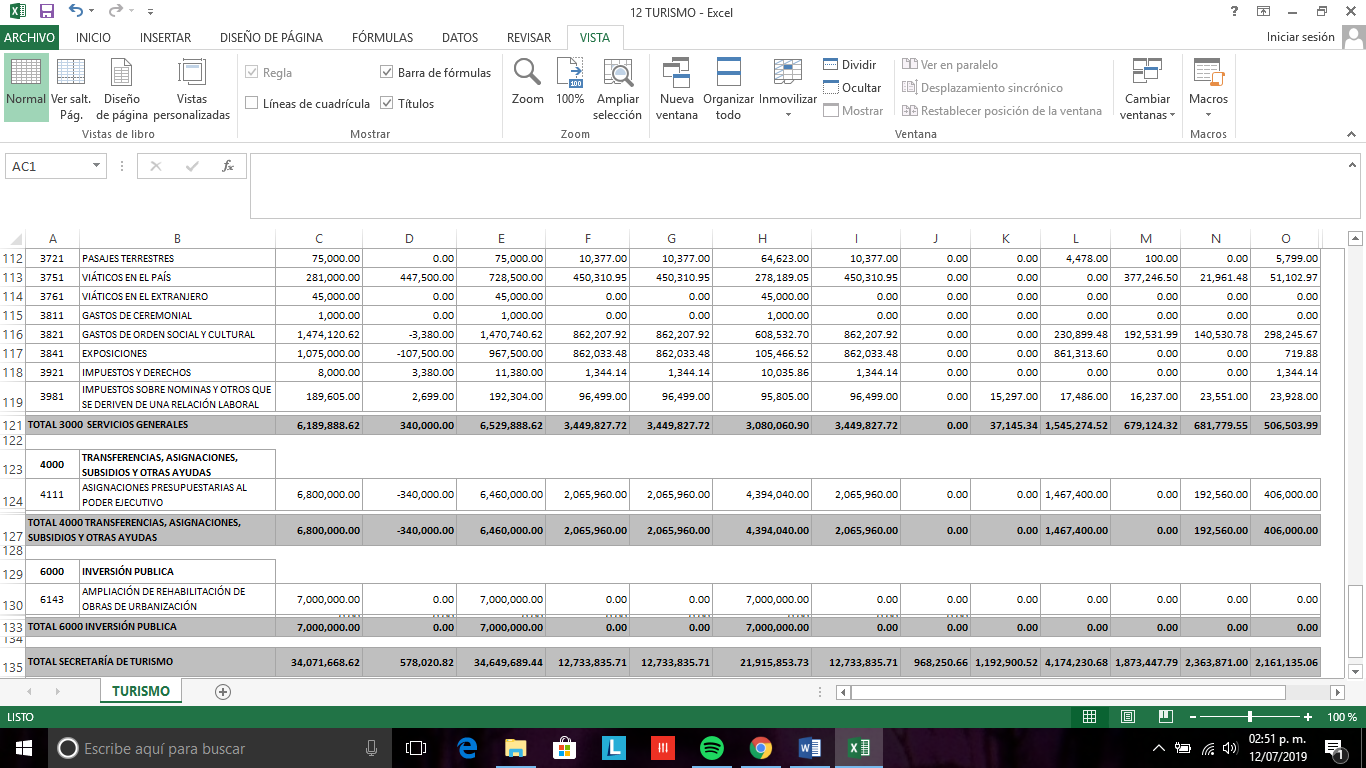 12 TURISMO - Excel
ARCHIVO INICIO INSERTAR DISEÑO DE PÁGINA FÓRMULAS DATOS REVISAR VISTA Iniciar sesión
Normal Ver salt. Pág. Diseño de página Vistas personalizadas
Vistas de libro
Regla Barra de fórmulas
Líneas de cuadrícula Títulos
Mostrar
Zoom 100% Ampliar selección
Zoom
Nueva ventana Organizar todo Inmovilizar
Dividir Ver en paralelo
Ocultar Desplazamiento sincrónico
Mostrar Restablecer posición de la ventana
Cambiar ventanas
Ventana
Macros
Macros
AC1 fx
A B C D E F G H I J K L M N O
112 3721 PASAJES TERRESTRES 75,000.00 0.00 75,000.00 10,377.00 10,377.00 64,623.00 10,377.00 0.00 0.00 4,478.00 100.00 0.00 5,799.00
113 3751 VIÁTICOS EN EL PAÍS 281,000.00 447,500.00 728,500.00 450,310.95 450,310.95 278,189.05 450,310.95 0.00 0.00 0.00 377,246.50 21,961.48 51,102.97
114 3761 VIÁTICOS EN EL EXTRANJERO 45,000.00 0.00 45,000.00 0.00 0.00 45,000.00 0.00 0.00 0.00 0.00 0.00 0.00 0.00
115 3811 GASTOS DE CEREMONIAL 1,000.00 0.00 1,000.00 0.00 0.00 1,000.00 0.00 0.00 0.00 0.00 0.00 0.00 0.00
116 3821 GASTOS DE ORDEN SOCIAL Y CULTURAL 1,474,120.62 -3,380.00 1,470,740.62 862,207.92 862,207.92 608,532.70 862,207.92 0.00 0.00 230,899.48 192,531.99 140,530.78 298,245.67
117 3841 EXPOSICIONES 1,075,000.00 -107,500.00 967,500.00 862,033.48 862,033.48 105,466.52 862,033.48 0.00 0.00 861,313.60 0.00 0.00 719.88
118 3921 IMPUESTOS Y DERECHOS 8,000.00 3,380.00 11,380.00 1,344.14 1,344.14 10,035.86 1,344.14 0.00 0.00 0.00 0.00 0.00 1,344.14
119 3981 IMPUESTOS SOBRE NOMINAS Y OTROS QUE
SE DERIVEN DE UNA RELACIÓN LABORAL 189,605.00 2,699.00 192,304.00 96,499.00 96,499.00 95,805.00 96,499.00 0.00 15,297.00 17,486.00 16,237.00 23,551.00 23,928.00
121 TOTAL 3000 SERVICIOS GENERALES 6,189,888.62 340,000.00 6,529,888.62 3,449,827.72 3,449,827.72 3,080,060.90 3,449,827.72 0.00 37,145.34 1,545,274.52 679,124.32 681,779.55 506,503.99
122
123 4000 TRANSFERENCIAS, ASIGNACIONES,
SUBSIDIOS Y OTRAS AYUDAS
124 4111 ASIGNACIONES PRESUPUESTARIAS AL
PODER EJECUTIVO 6,800,000.00 -340,000.00 6,460,000.00 2,065,960.00 2,065,960.00 4,394,040.00 2,065,960.00 0.00 0.00 1,467,400.00 0.00 192,560.00 406,000.00
127 TOTAL 4000 TRANSFERENCIAS, ASIGNACIONES,
SUBSIDIOS Y OTRAS AYUDAS 6,800,000.00 -340,000.00 6,460,000.00 2,065,960.00 2,065,960.00 4,394,040.00 2,065,960.00 0.00 0.00 1,467,400.00 0.00 192,560.00 406,000.00
128
129 6000 INVERSIÓN PUBLICA
130 6143 AMPLIACIÓN DE REHABILITACIÓN DE
OBRAS DE URBANIZACIÓN 7,000,000.00 0.00 7,000,000.00 0.00 0.00 7,000,000.00 0.00 0.00 0.00 0.00 0.00 0.00 0.00
133 TOTAL 6000 INVERSIÓN PUBLICA 7,000,000.00 0.00 7,000,000.00 0.00 0.00 7,000,000.00 0.00 0.00 0.00 0.00 0.00 0.00 0.00
134
135 TOTAL SECRETARÍA DE TURISMO 34,071,668.62 578,020.82 34,649,689.44 12,733,835.71 12,733,835.71 21,915,853.73 12,733,835.71 968,250.66 1,192,900.52 4,174,230.68 1,873,447.79 2,363,871.00 2,161,135.06
TURISMO
LISTO 100 %
Escribe aquí para buscar
02:51 p. m.
12/07/2019